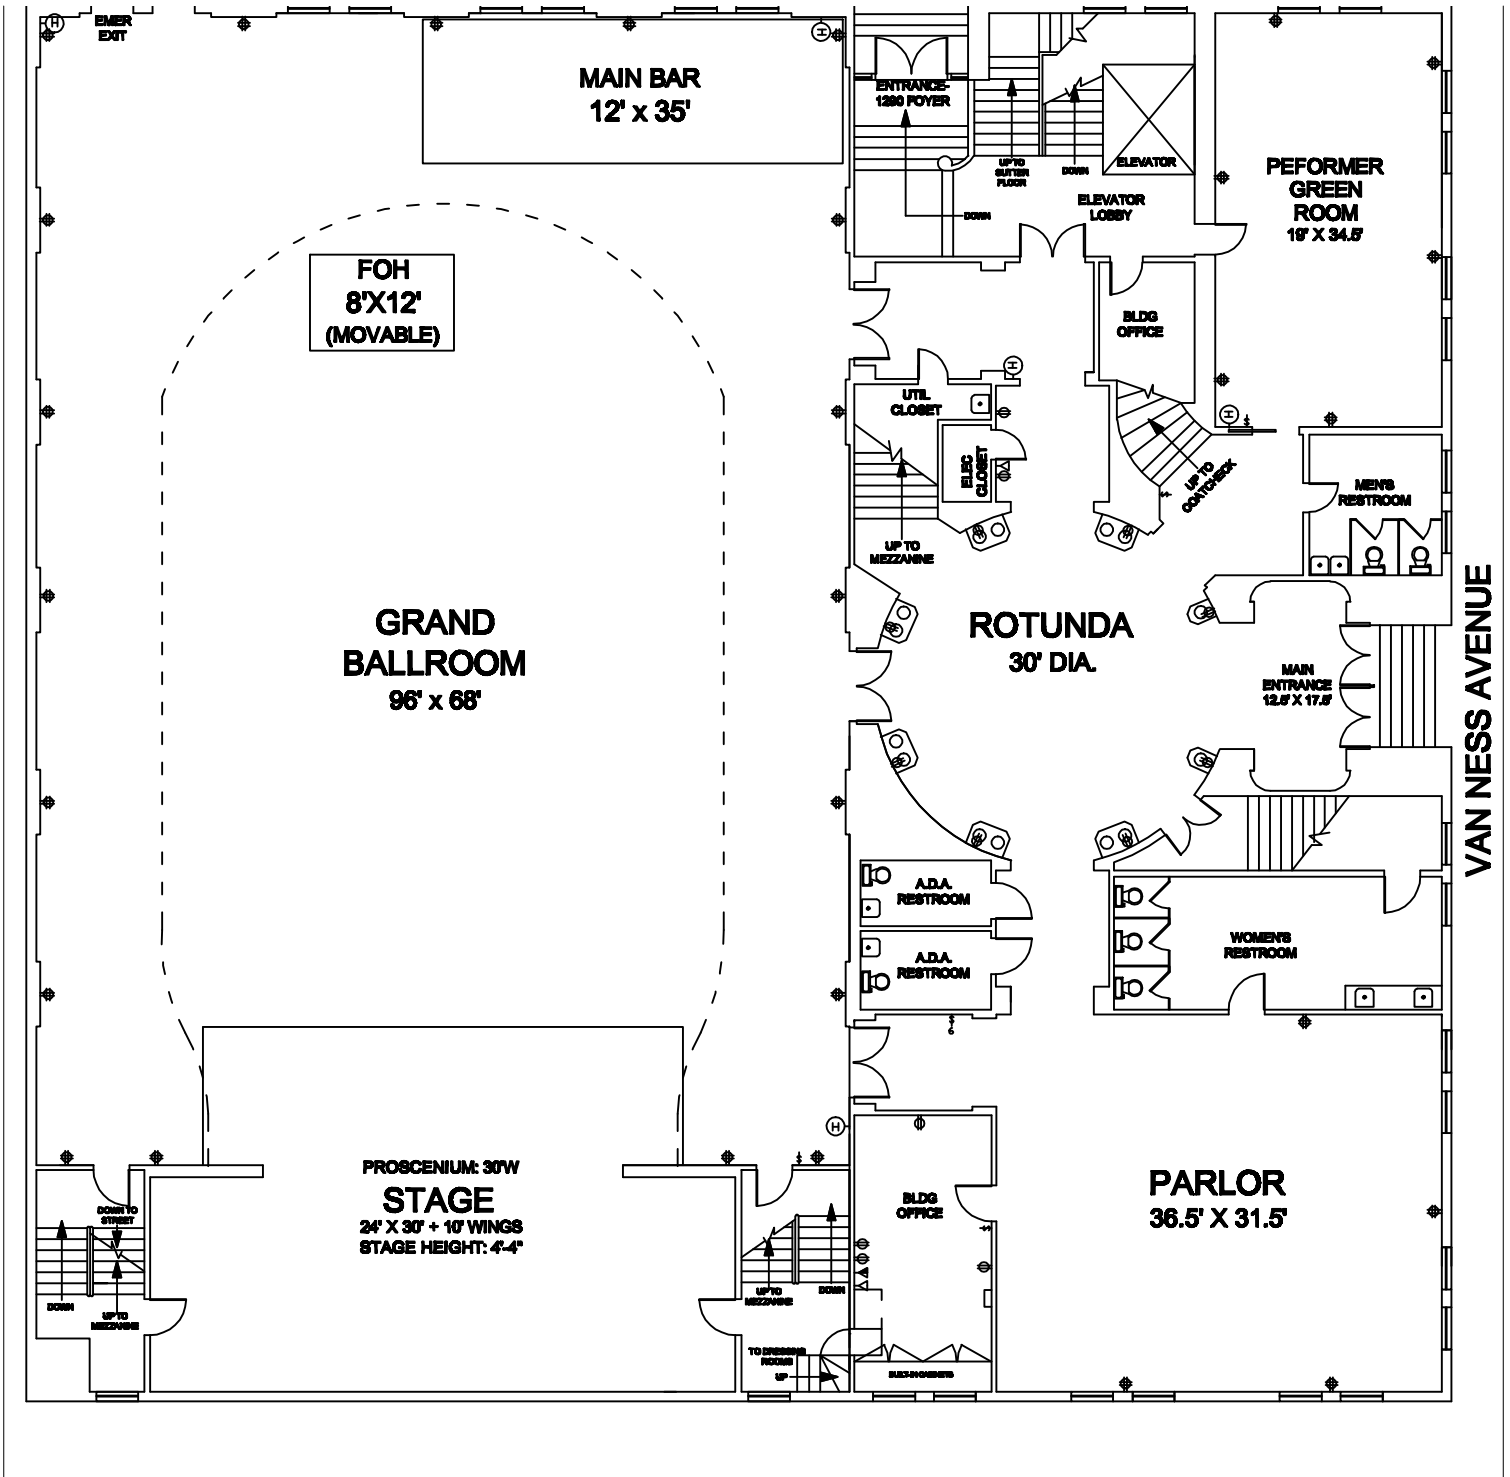 EMER
EXIT
MAIN BAR
12' x 35'
ENTRANCE-
1290 FOYER
UP TO
SUTTER
FLOOR
DOWN
ELEVATOR
ELEVATOR
LOBBY
DOWN
PEFORMER
GREEN
ROOM
19' X 34.5'
FOH
8'X12'
(MOVABLE)
BLDG
OFFICE
H
H
H
H
UTIL
CLOSET
ELEC
CLOSET
UP TO
COATCHECK
UP TO
MEZZANINE
MEN'S
RESTROOM
GRAND
BALLROOM
96' x 68'
ROTUNDA
30' DIA.
MAIN
ENTRANCE
12.5' X 17.5'
VAN NESS AVENUE
A.D.A.
RESTROOM
A.D.A.
RESTROOM
WOMEN'S
RESTROOM
H
PROSCENIUM: 30'W
STAGE
24' X 30' + 10' WINGS
STAGE HEIGHT: 4'-4"
DOWN TO
STREET
DOWN
UP TO
MEZZANINE
UP TO
MEZZANINE
DOWN
TO DRESSING
ROOMS
UP
BLDG
OFFICE
BUILT-IN CABINETS
PARLOR
36.5' X 31.5'